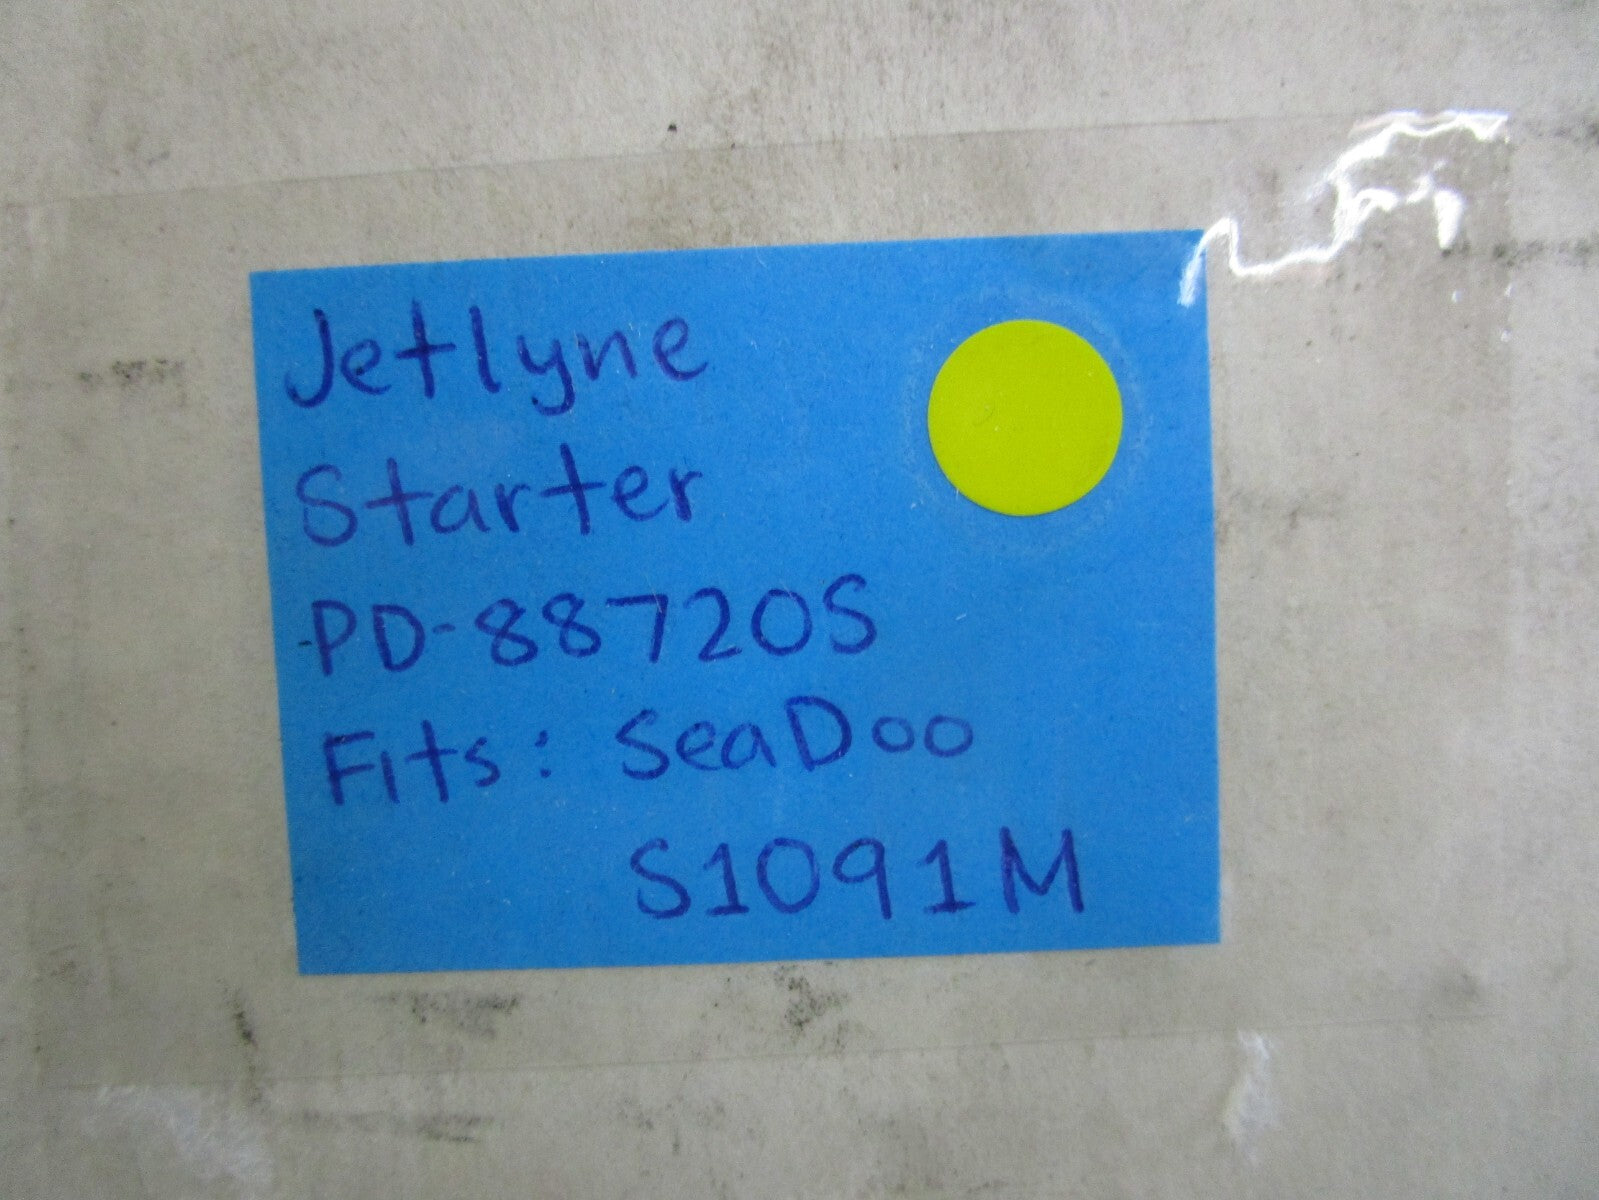 Jetlyne
Starter
PD-88720S
Fits: SeaDoo
S1091M